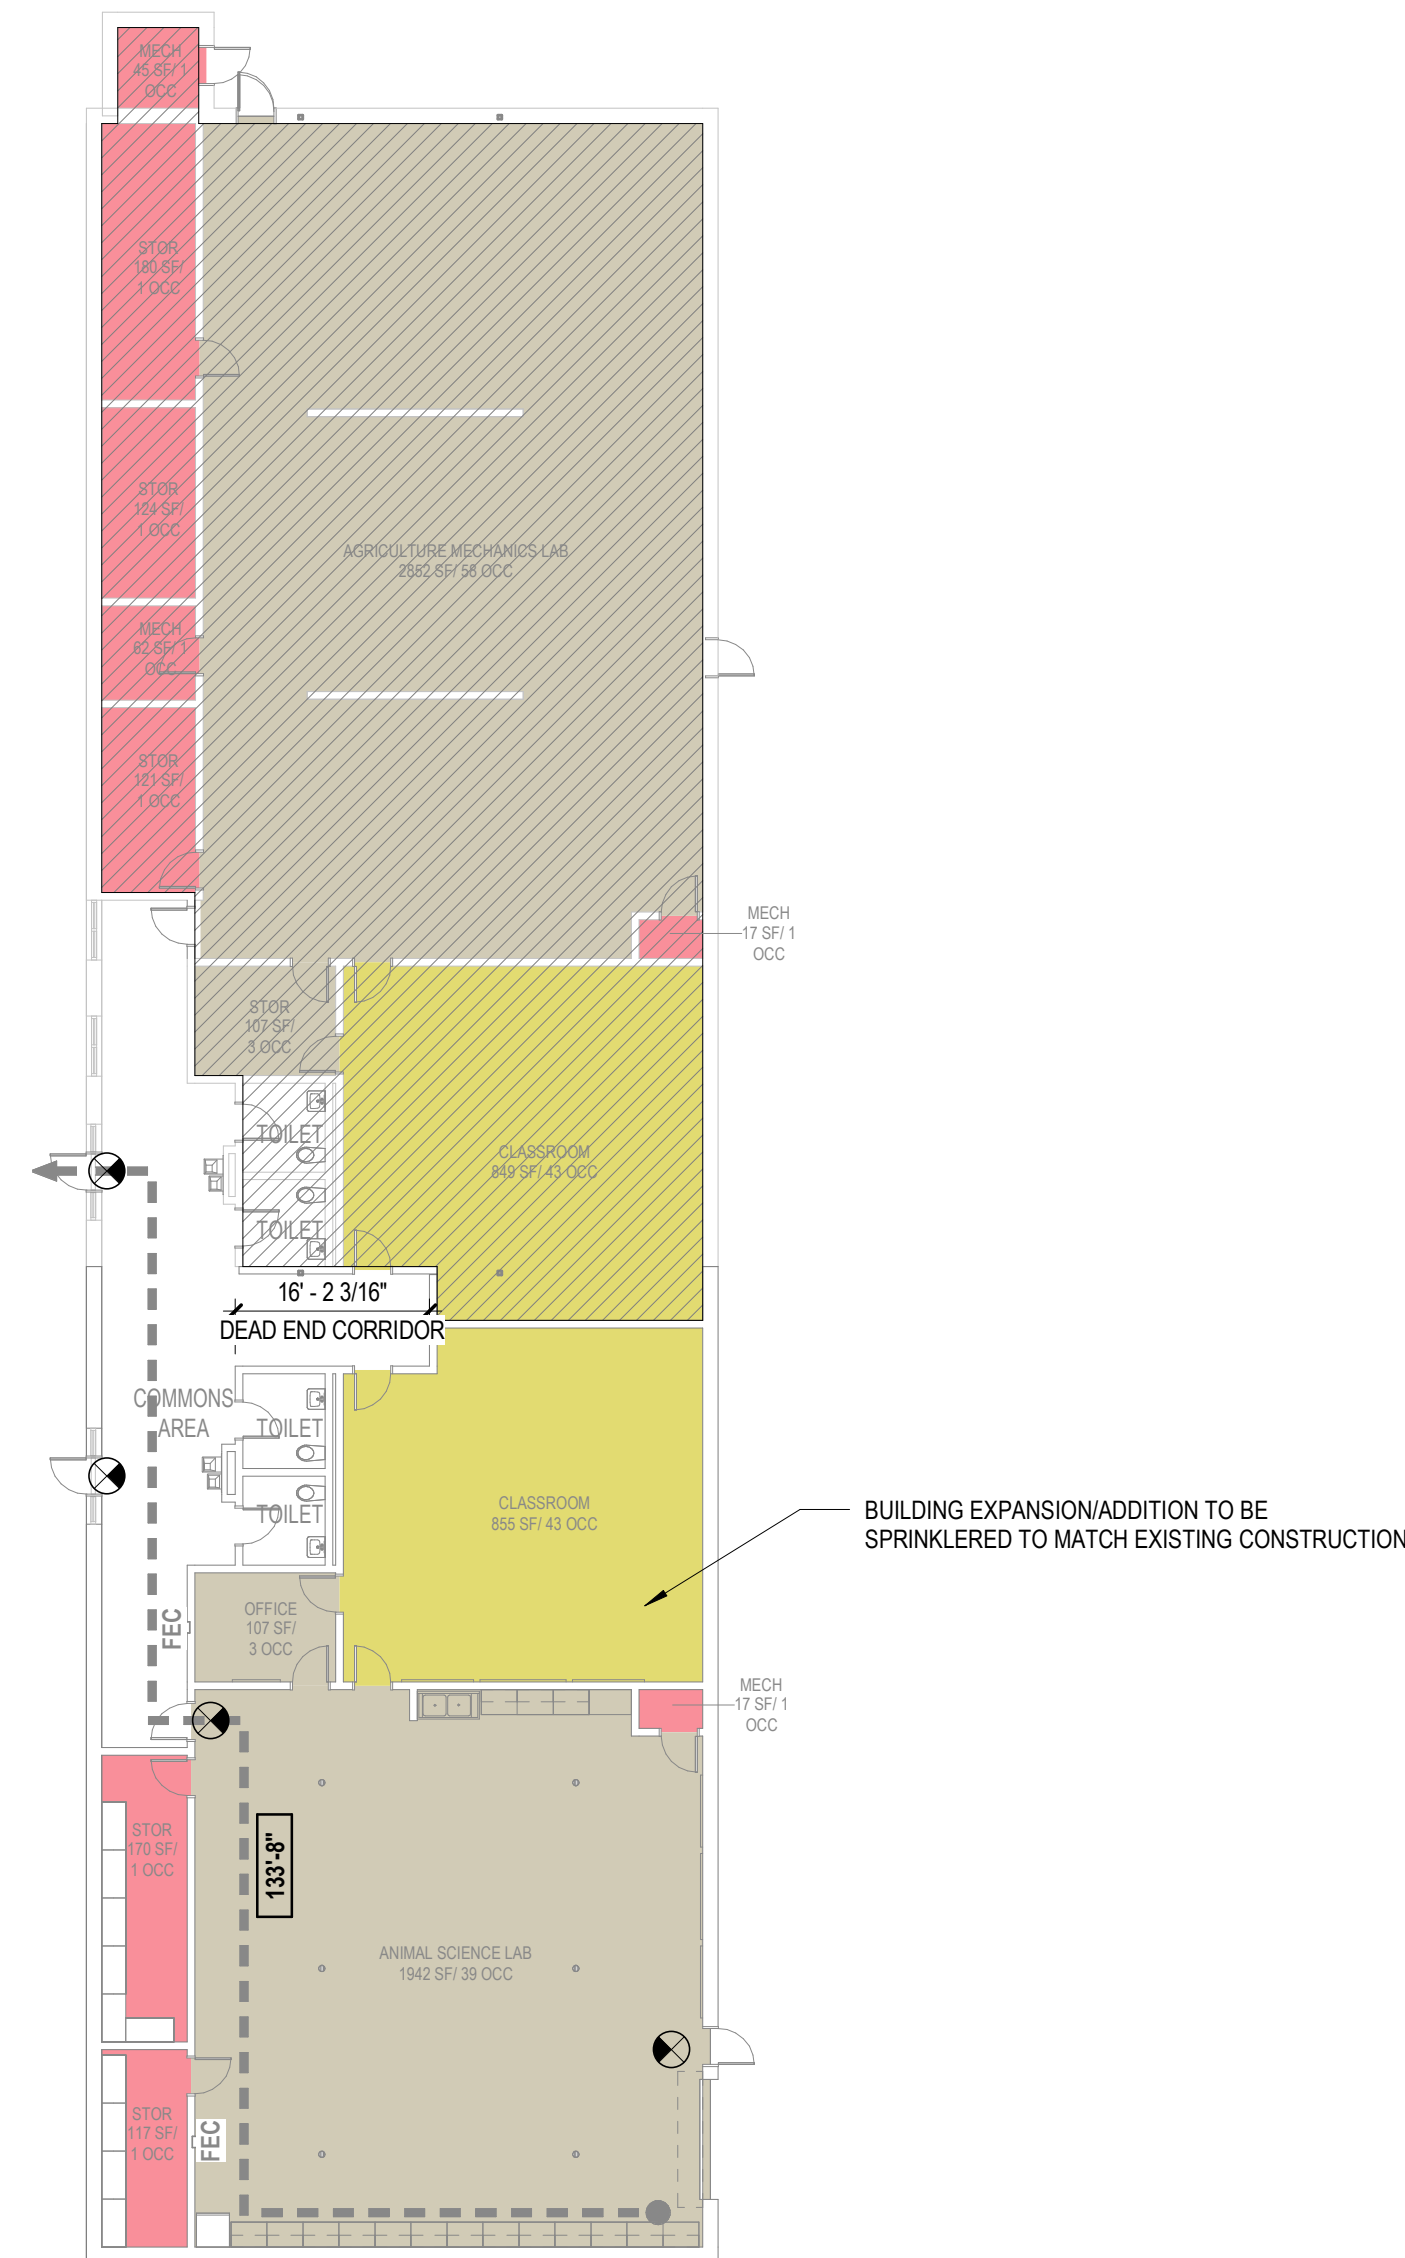 MECH
45 SF/ 1
OCC
STOR
180 SF/
1 OCC
STOR
124 SF/
1 OCC
AGRICULTURE MECHANICS LAB
2852 SF/ 58 OCC
MECH
62 SF/ 1
OCC
STOR
121 SF/
1 OCC
MECH
17 SF/ 1
OCC
STOR
107 SF/
3 OCC
TOILET
CLASSROOM
849 SF/ 43 OCC
TOILET
16' - 2 3/16"
DEAD END CORRIDOR
COMMONS
AREA
TOILET
CLASSROOM
855 SF/ 43 OCC
TOILET
BUILDING EXPANSION/ADDITION TO BE
SPRINKLERED TO MATCH EXISTING CONSTRUCTION
OFFICE
107 SF/
3 OCC
FEC
MECH
17 SF/ 1
OCC
STOR
170 SF/
1 OCC
133'-8"
ANIMAL SCIENCE LAB
1942 SF/ 39 OCC
STOR
117 SF/
1 OCC
FEC